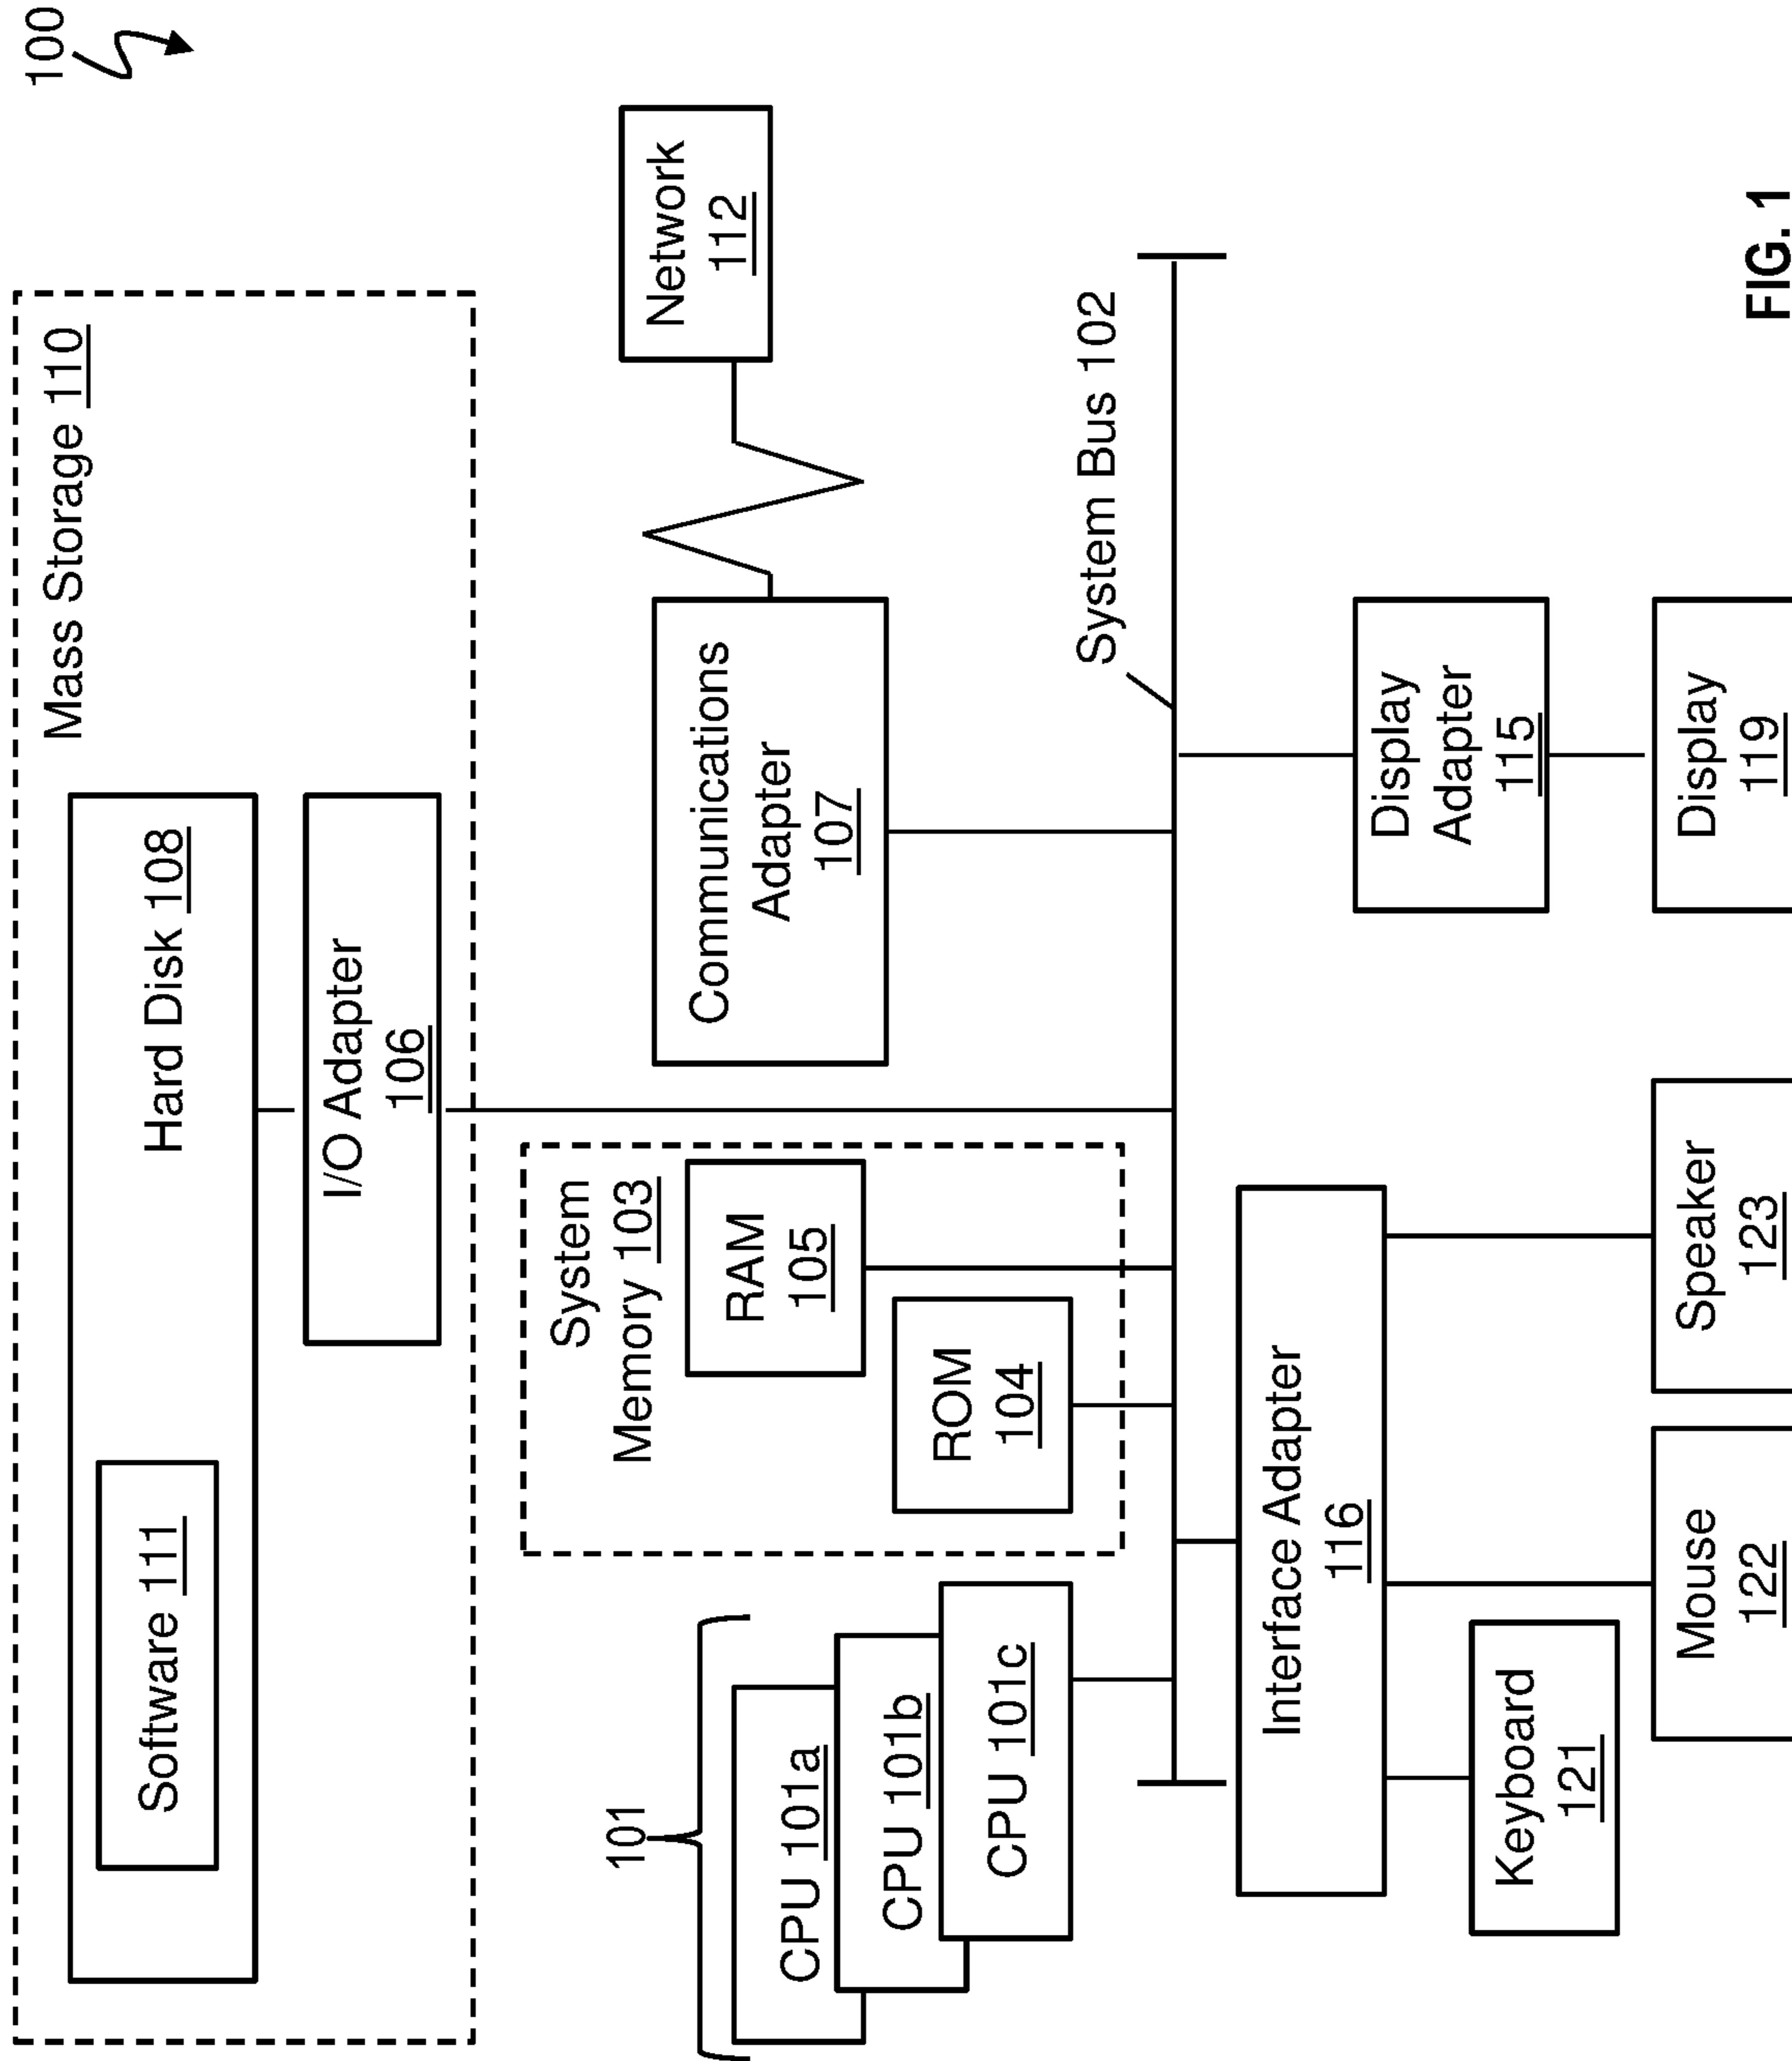 100
Mass Storage 110
Hard Disk 108
Software 111
I/O Adapter
106
101
CPU 101a
CPU 101b
CPU 101c
System
Memory 103
RAM
105
ROM
104
Communications
Adapter
107
Network
112
System Bus 102
Interface Adapter
116
Display
Adapter
115
Keyboard
121
Mouse
122
Speaker
123
Display
119
FIG. 1